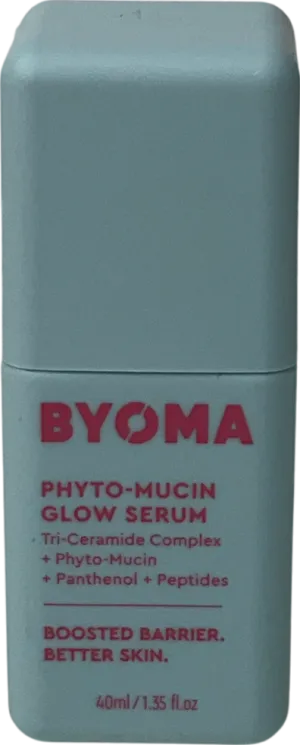 BYOMA
PHYTO-MUCIN
GLOW SERUM
Tri-Ceramide Complex
+ Phyto-Mucin
+ Panthenol + Peptides
BOOSTED BARRIER.
BETTER SKIN.
40ml/1.35 fl.oz